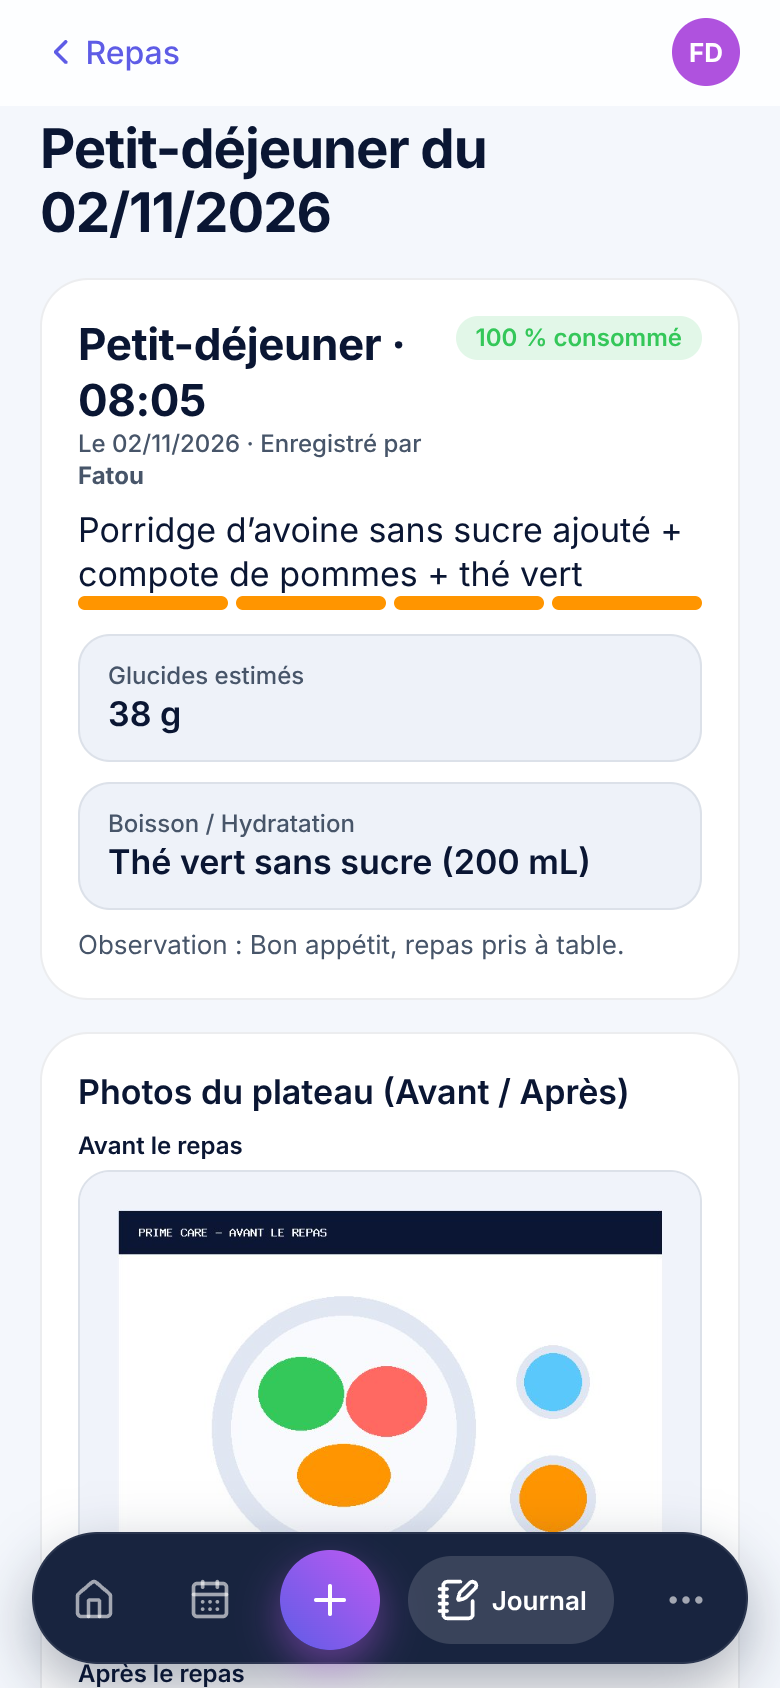 Repas
FD
Petit-déjeuner du
02/11/2026
Petit-déjeuner ·
08:05
100 % consommé
Le 02/11/2026 · Enregistré par
Fatou
Porridge d’avoine sans sucre ajouté +
compote de pommes + thé vert
Glucides estimés
38 g
Boisson / Hydratation
Thé vert sans sucre (200 mL)
Observation : Bon appétit, repas pris à table.
Photos du plateau (Avant / Après)
Avant le repas
PRIME CARE — AVANT LE REPAS
Journal
Après le repas